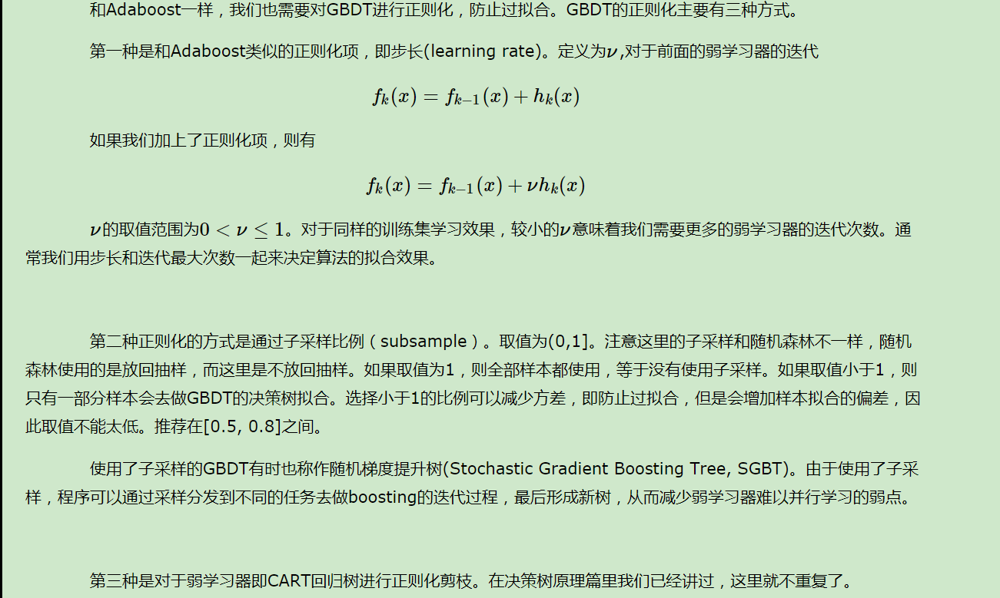 和Adaboost一样，我们也需要对GBDT进行正则化，防止过拟合。GBDT的正则化主要有三种方式。
第一种是和Adaboost类似的正则化项，即步长(learning rate)。定义为ν,对于前面的弱学习器的迭代
fₖ(x) = fₖ₋₁(x) + hₖ(x)
如果我们加上了正则化项，则有
fₖ(x) = fₖ₋₁(x) + νhₖ(x)
ν的取值范围为0 < ν ≤ 1。对于同样的训练集学习效果，较小的ν意味着我们需要更多的弱学习器的迭代次数。通
常我们用步长和迭代最大次数一起来决定算法的拟合效果。
第二种正则化的方式是通过子采样比例（subsample）。取值为(0,1]。注意这里的子采样和随机森林不一样，随机
森林使用的是放回抽样，而这里是不放回抽样。如果取值为1，则全部样本都使用，等于没有使用子采样。如果取值小于1，则
只有一部分样本会去做GBDT的决策树拟合。选择小于1的比例可以减少方差，即防止过拟合，但是会增加样本拟合的偏差，因
此取值不能太低。推荐在[0.5, 0.8]之间。
使用了子采样的GBDT有时也称作随机梯度提升树(Stochastic Gradient Boosting Tree, SGBT)。由于使用了子采
样，程序可以通过采样分发到不同的任务去做boosting的迭代过程，最后形成新树，从而减少弱学习器难以并行学习的弱点。
第三种是对于弱学习器即CART回归树进行正则化剪枝。在决策树原理篇里我们已经讲过，这里就不重复了。